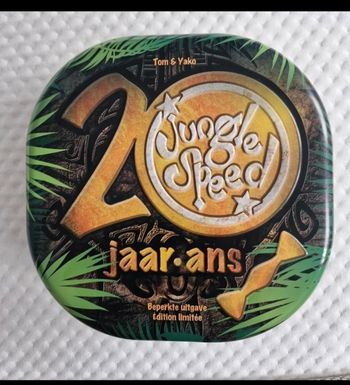 Tom & Yako
20
Jungle
Speed
jaar·ans
Beperkte uitgave
Edition limitée